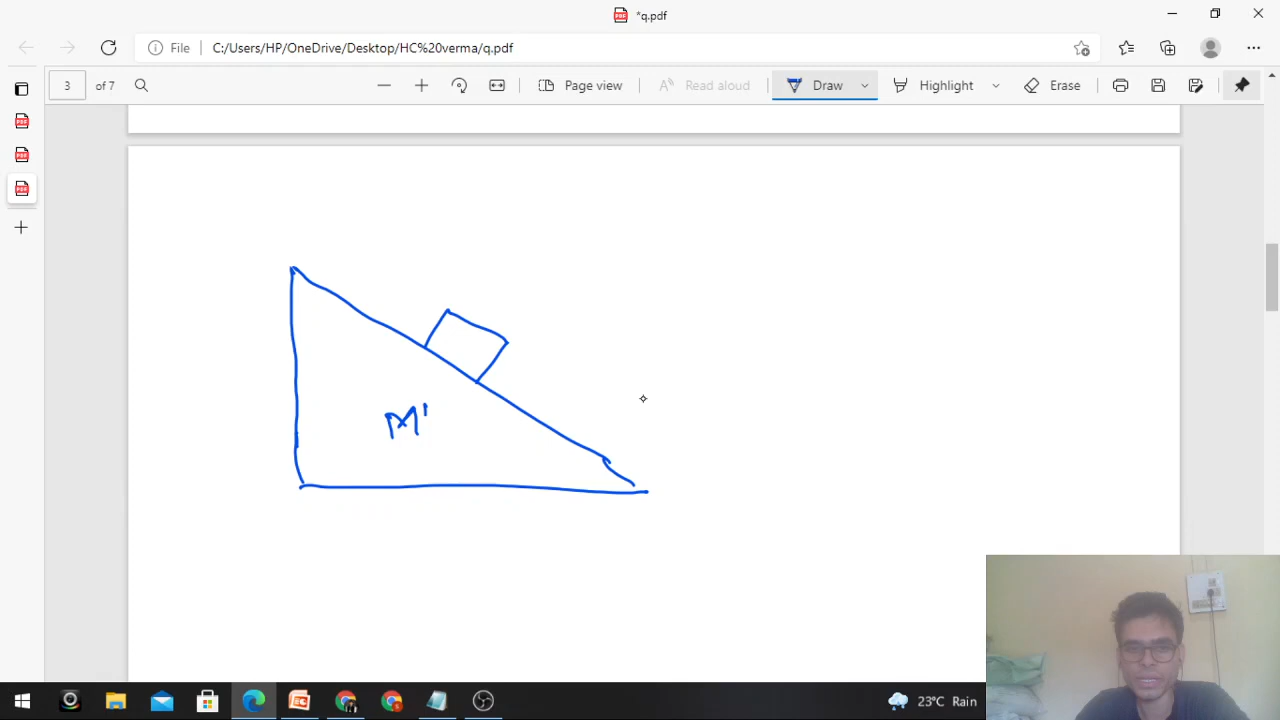 *q.pdf
File
C:/Users/HP/OneDrive/Desktop/HC%20verma/q.pdf
3 of 7
Page view
Read aloud
Draw
Highlight
Erase
M'
23°C Rain